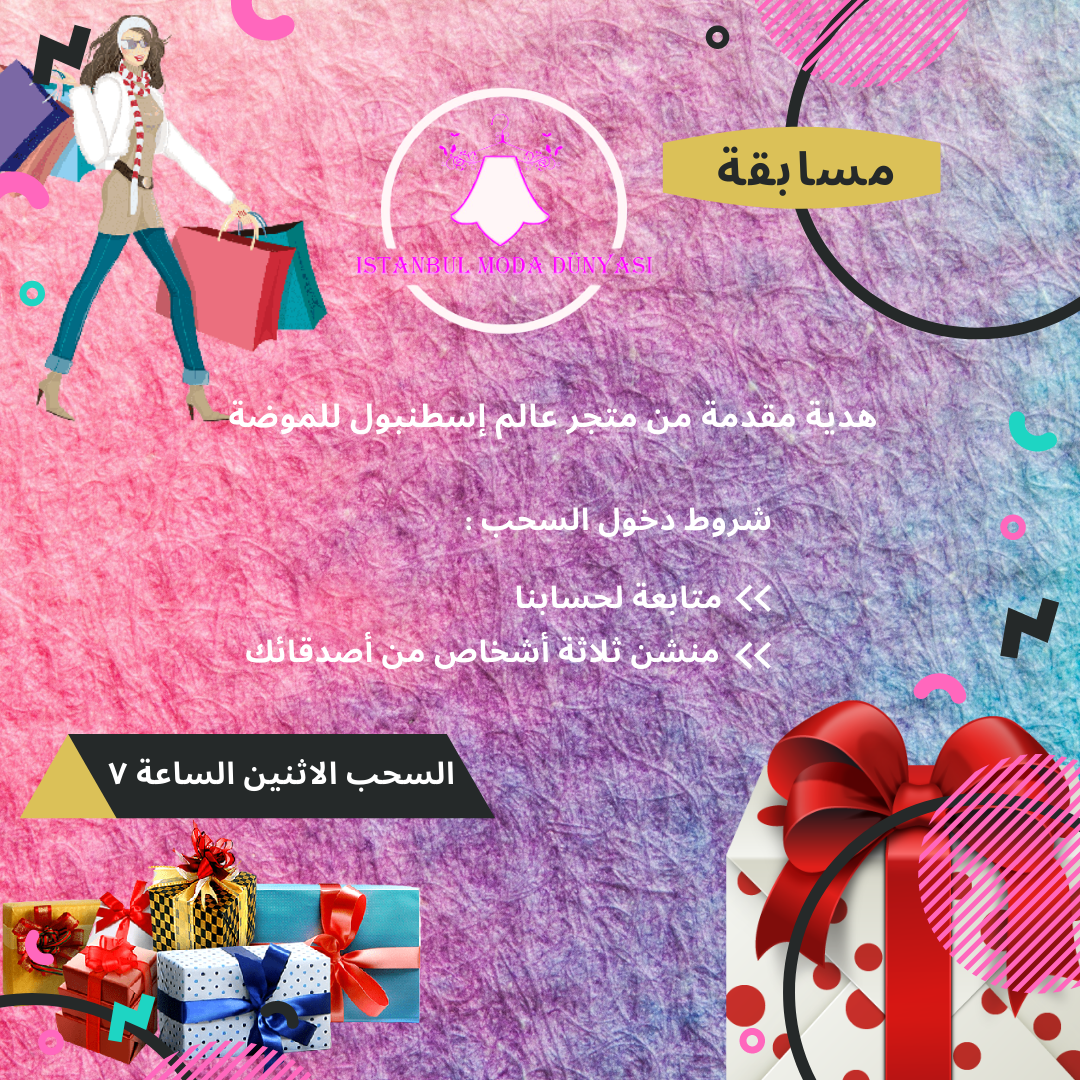 مسابقة
ISTANBUL MODA DUNYASI
هدية مقدمة من متجر عالم إسطنبول للموضة
شروط دخول السحب :
>> متابعة لحسابنا
>> منشن ثلاثة أشخاص من أصدقائك
السحب الاثنين الساعة ٧